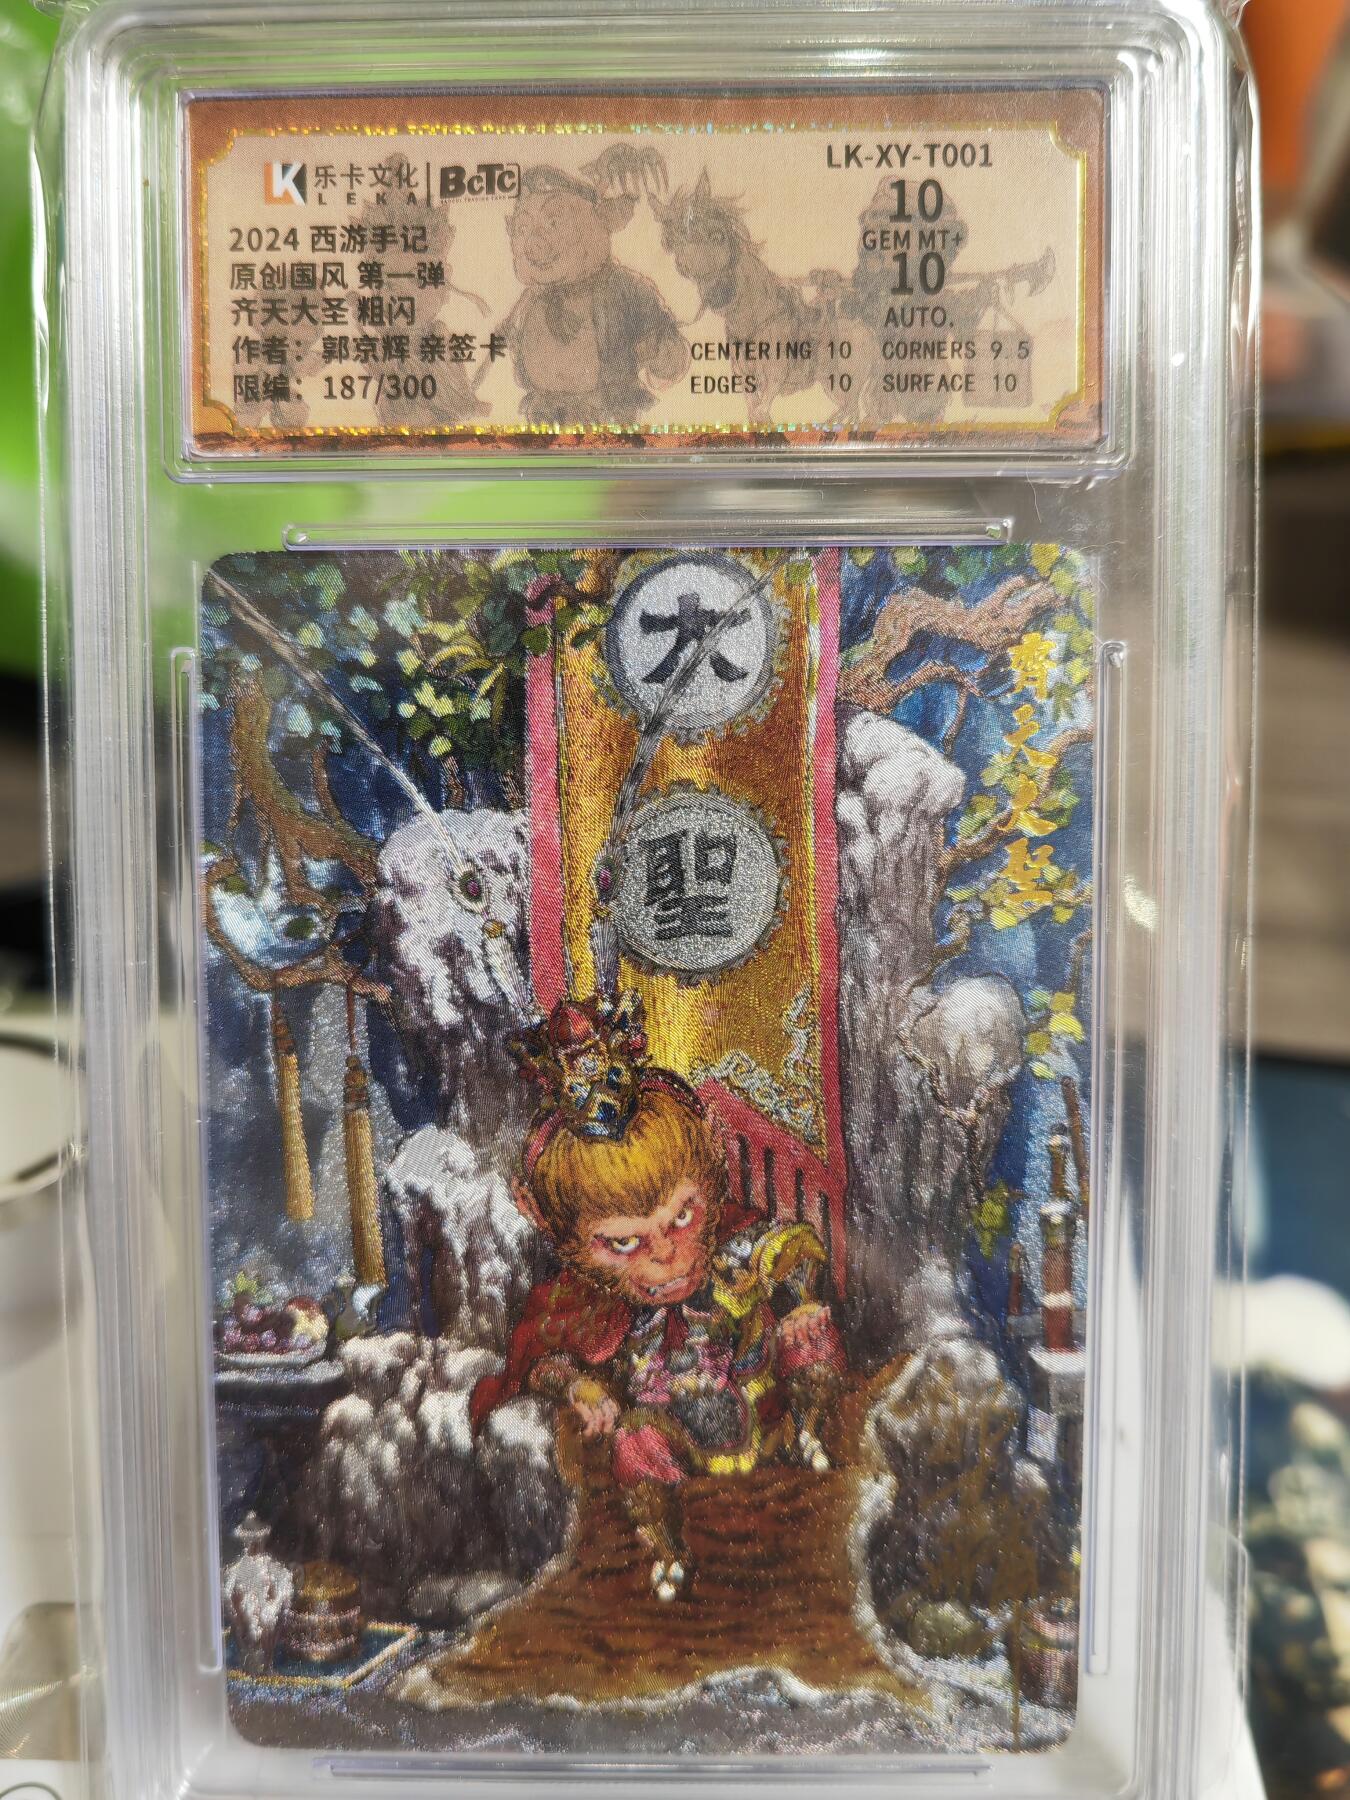 LK 乐卡文化 LEKA | BCTC
2024 西游手记
原创国风 第一弹
齐天大圣 粗闪
作者：郭京辉 亲签卡
限编：187/300
LK-XY-T001
10
GEM MT+
10
AUTO.
CENTERING 10 CORNERS 9.5
EDGES 10 SURFACE 10
大
聖
齊天大聖